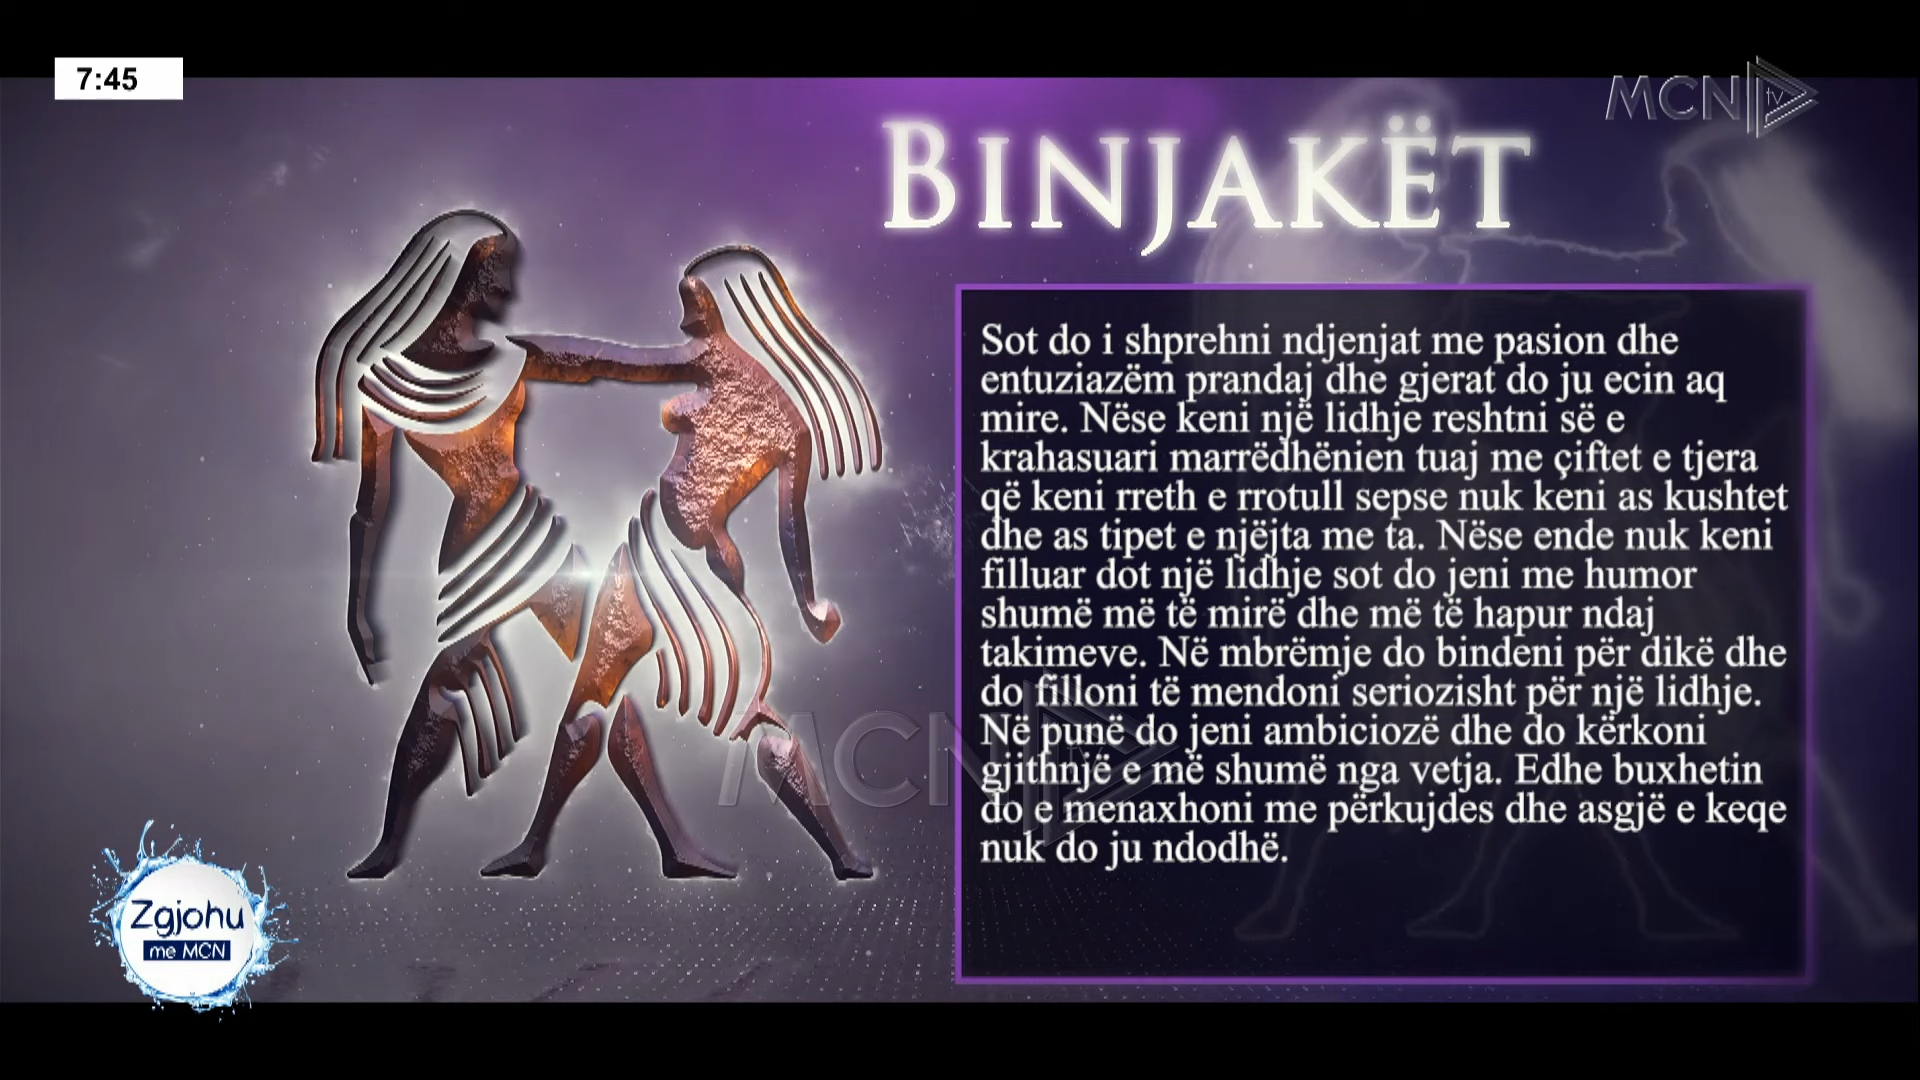 7:45
MCN tv
BINJAKËT
Sot do i shprehni ndjenjat me pasion dhe
entuziazëm prandaj dhe gjerat do ju ecin aq
mire. Nëse keni një lidhje reshtni së e
krahasuari marrëdhënien tuaj me çiftet e tjera
që keni rreth e rrotull sepse nuk keni as kushtet
dhe as tipet e njëjta me ta. Nëse ende nuk keni
filluar dot një lidhje sot do jeni me humor
shumë më të mirë dhe më të hapur ndaj
takimeve. Në mbrëmje do bindeni për dikë dhe
do filloni të mendoni seriozisht për një lidhje.
Në punë do jeni ambiciozë dhe do kërkoni
gjithnjë e më shumë nga vetja. Edhe buxhetin
do e menaxhoni me përkujdes dhe asgjë e keqe
nuk do ju ndodhë.
MCN tv
Zgjohu
me MCN